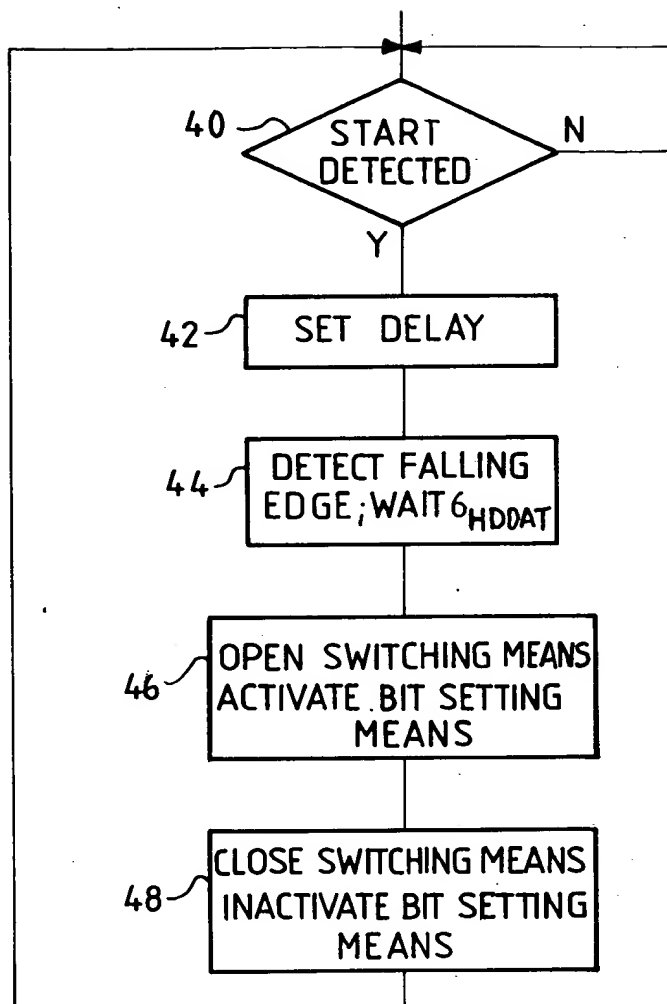 40
START
DETECTED
N
Y
42
SET DELAY
44
DETECT FALLING
EDGE; WAIT 6HDDAT
46
OPEN SWITCHING MEANS
ACTIVATE BIT SETTING
MEANS
48
CLOSE SWITCHING MEANS
INACTIVATE BIT SETTING
MEANS